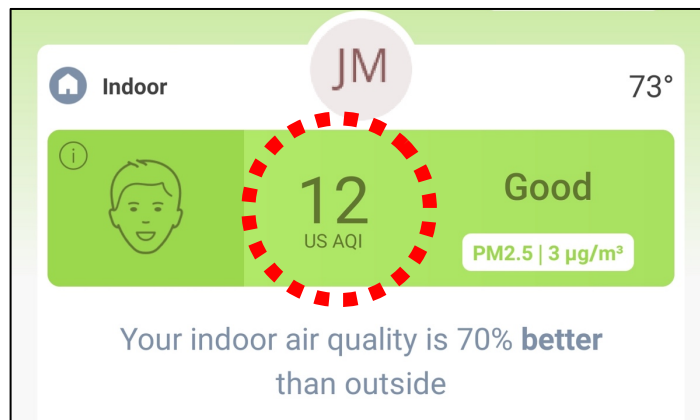 JM
Indoor
73°
i
12
US AQI
Good
PM2.5 | 3 µg/m³
Your indoor air quality is 70% better
than outside